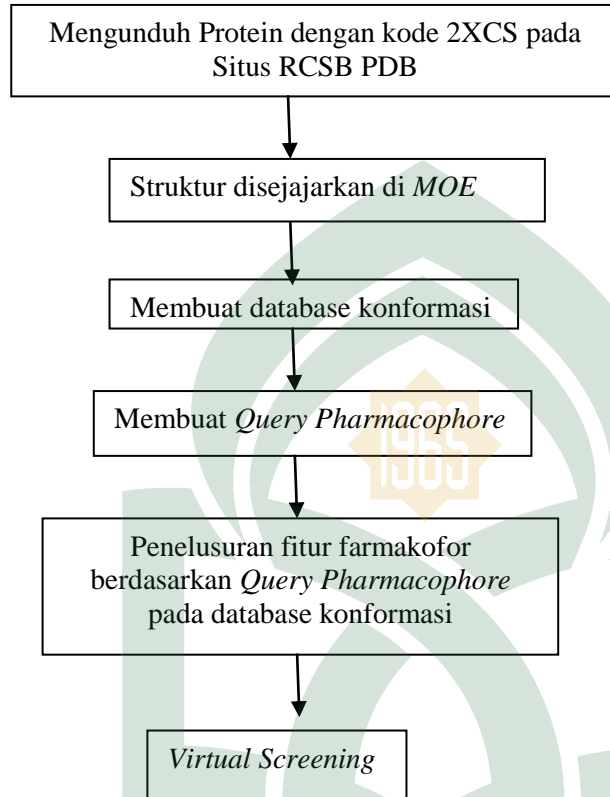 Mengunduh Protein dengan kode 2XCS pada
Situs RCSB PDB
Struktur disejajarkan di MOE
Membuat database konformasi
Membuat Query Pharmacophore
1965
Penelusuran fitur farmakofor
berdasarkan Query Pharmacophore
pada database konformasi
Virtual Screening